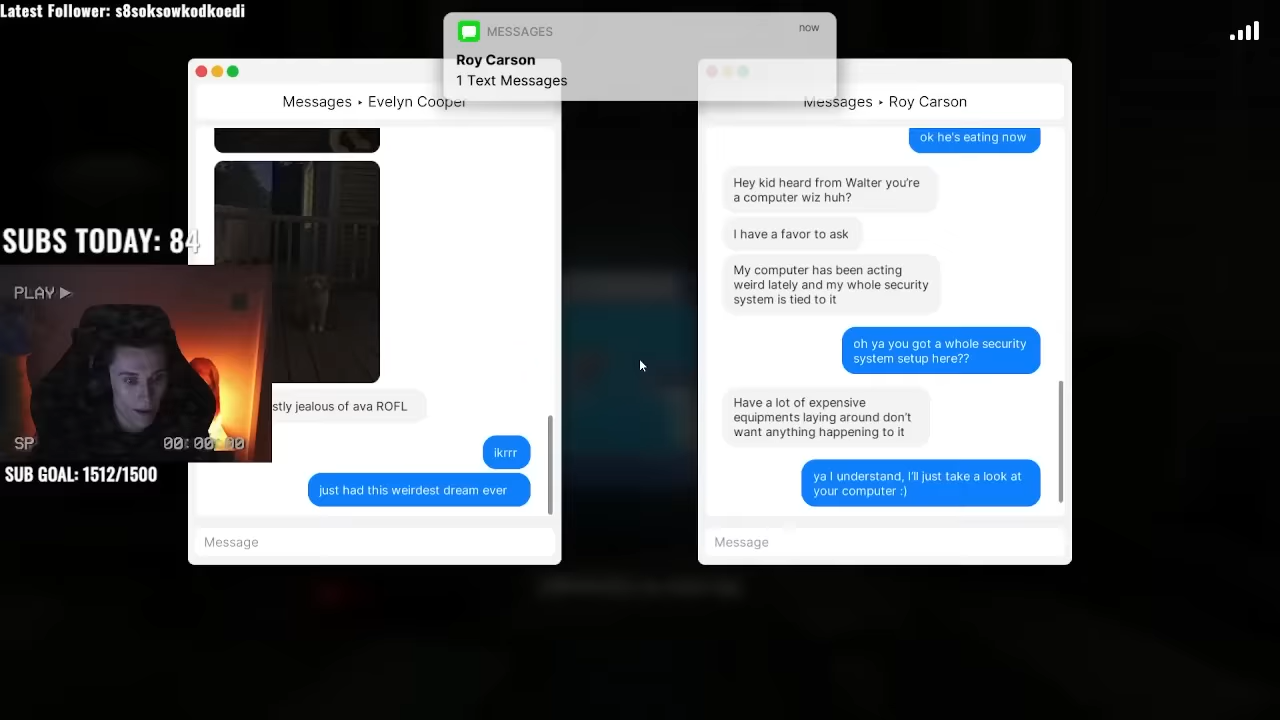 Latest Follower: s8soksowkodkoedi
MESSAGES
now
Roy Carson
1 Text Messages
Messages ▸ Evelyn Cooper
stly jealous of ava ROFL
ikrrr
just had this weirdest dream ever
Message
Messages ▸ Roy Carson
ok he's eating now
Hey kid heard from Walter you're
a computer wiz huh?
I have a favor to ask
My computer has been acting
weird lately and my whole security
system is tied to it
oh ya you got a whole security
system setup here??
Have a lot of expensive
equipments laying around don't
want anything happening to it
ya I understand, I'll just take a look at
your computer :)
Message
SUBS TODAY: 84
PLAY
SP
00:00:00
SUB GOAL: 1512/1500